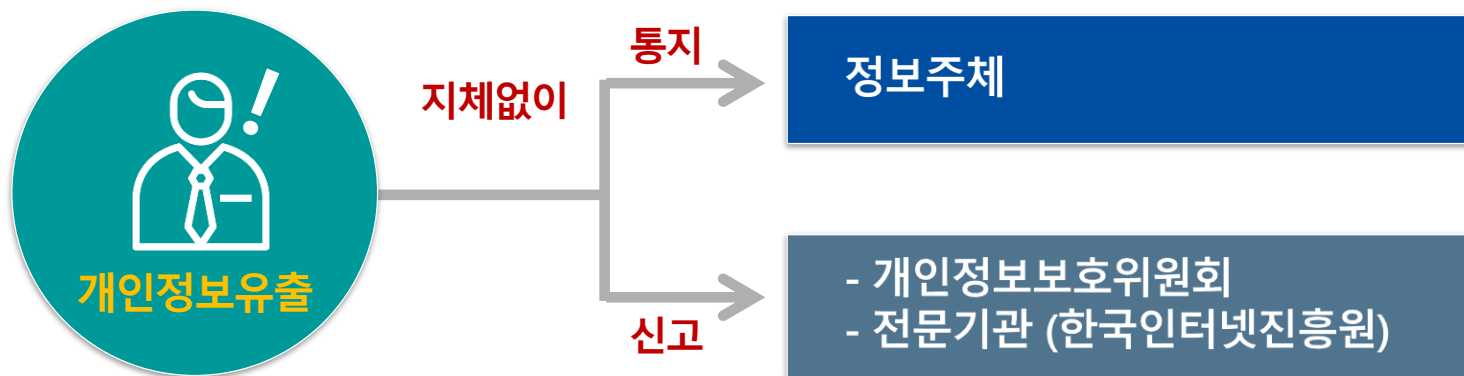 개인정보유출
지체없이
통지
정보주체
신고
- 개인정보보호위원회
- 전문기관 (한국인터넷진흥원)